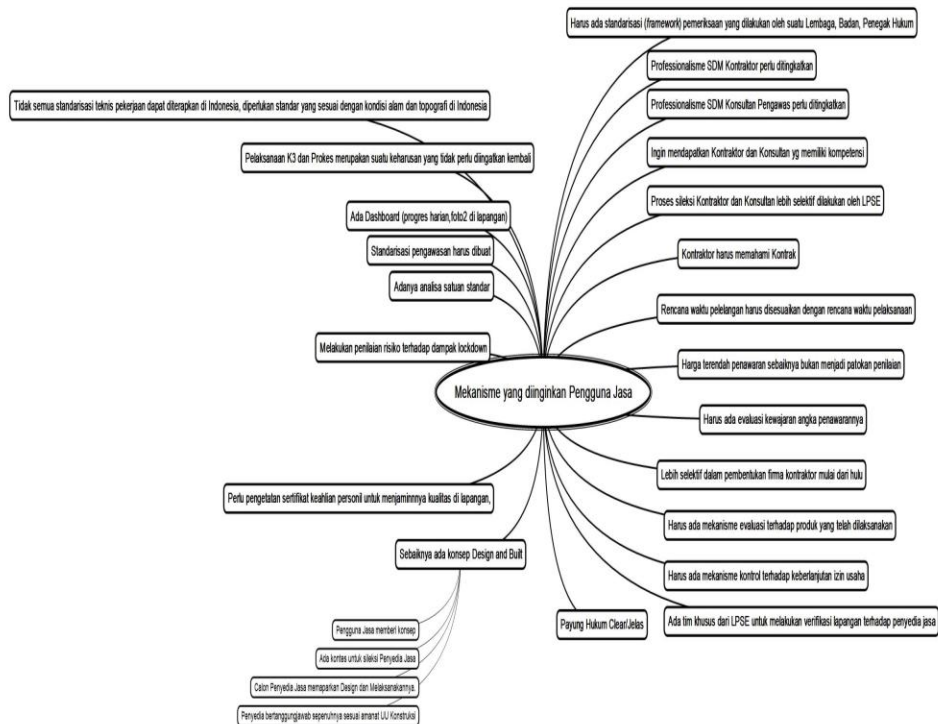 Harus ada standarisasi (framework) pemeriksaan yang dilakukan oleh suatu Lembaga, Badan, Penegak Hukum
Professionalisme SDM Kontraktor perlu ditingkatkan
Tidak semua standarisasi teknis pekerjaan dapat diterapkan di Indonesia, diperlukan standar yang sesuai dengan kondisi alam dan topografi di Indonesia
Professionalisme SDM Konsultan Pengawas perlu ditingkatkan
Pelaksanaan K3 dan Prokes merupakan suatu keharusan yang tidak perlu diingatkan kembali
Ingin mendapatkan Kontraktor dan Konsultan yg memiliki kompetensi
Proses sileksi Kontraktor dan Konsultan lebih selektif dilakukan oleh LPSE
Ada Dashboard (progres harian,foto2 di lapangan)
Standarisasi pengawasan harus dibuat
Kontraktor harus memahami Kontrak
Adanya analisa satuan standar
Rencana waktu pelelangan harus disesuaikan dengan rencana waktu pelaksanaan
Melakukan penilaian risiko terhadap dampak lockdown
Harga terendah penawaran sebaiknya bukan menjadi patokan penilaian
Mekanisme yang diinginkan Pengguna Jasa
Harus ada evaluasi kewajaran angka penawarannya
Lebih selektif dalam pembentukan firma kontraktor mulai dari hulu
Perlu pengetatan sertifikat keahlian personil untuk menjaminnnya kualitas di lapangan,
Harus ada mekanisme evaluasi terhadap produk yang telah dilaksanakan
Sebaiknya ada konsep Design and Built
Harus ada mekanisme kontrol terhadap keberlanjutan izin usaha
Payung Hukum Clear/Jelas
Ada tim khusus dari LPSE untuk melakukan verifikasi lapangan terhadap penyedia jasa
Pengguna Jasa memberi konsep
Ada kontes untuk sileksi Penyedia Jasa
Calon Penyedia Jasa memaparkan Design dan Melaksanakannya.
Penyedia bertanggungjawab sepenuhnya sesuai amanat UU Konstruksi